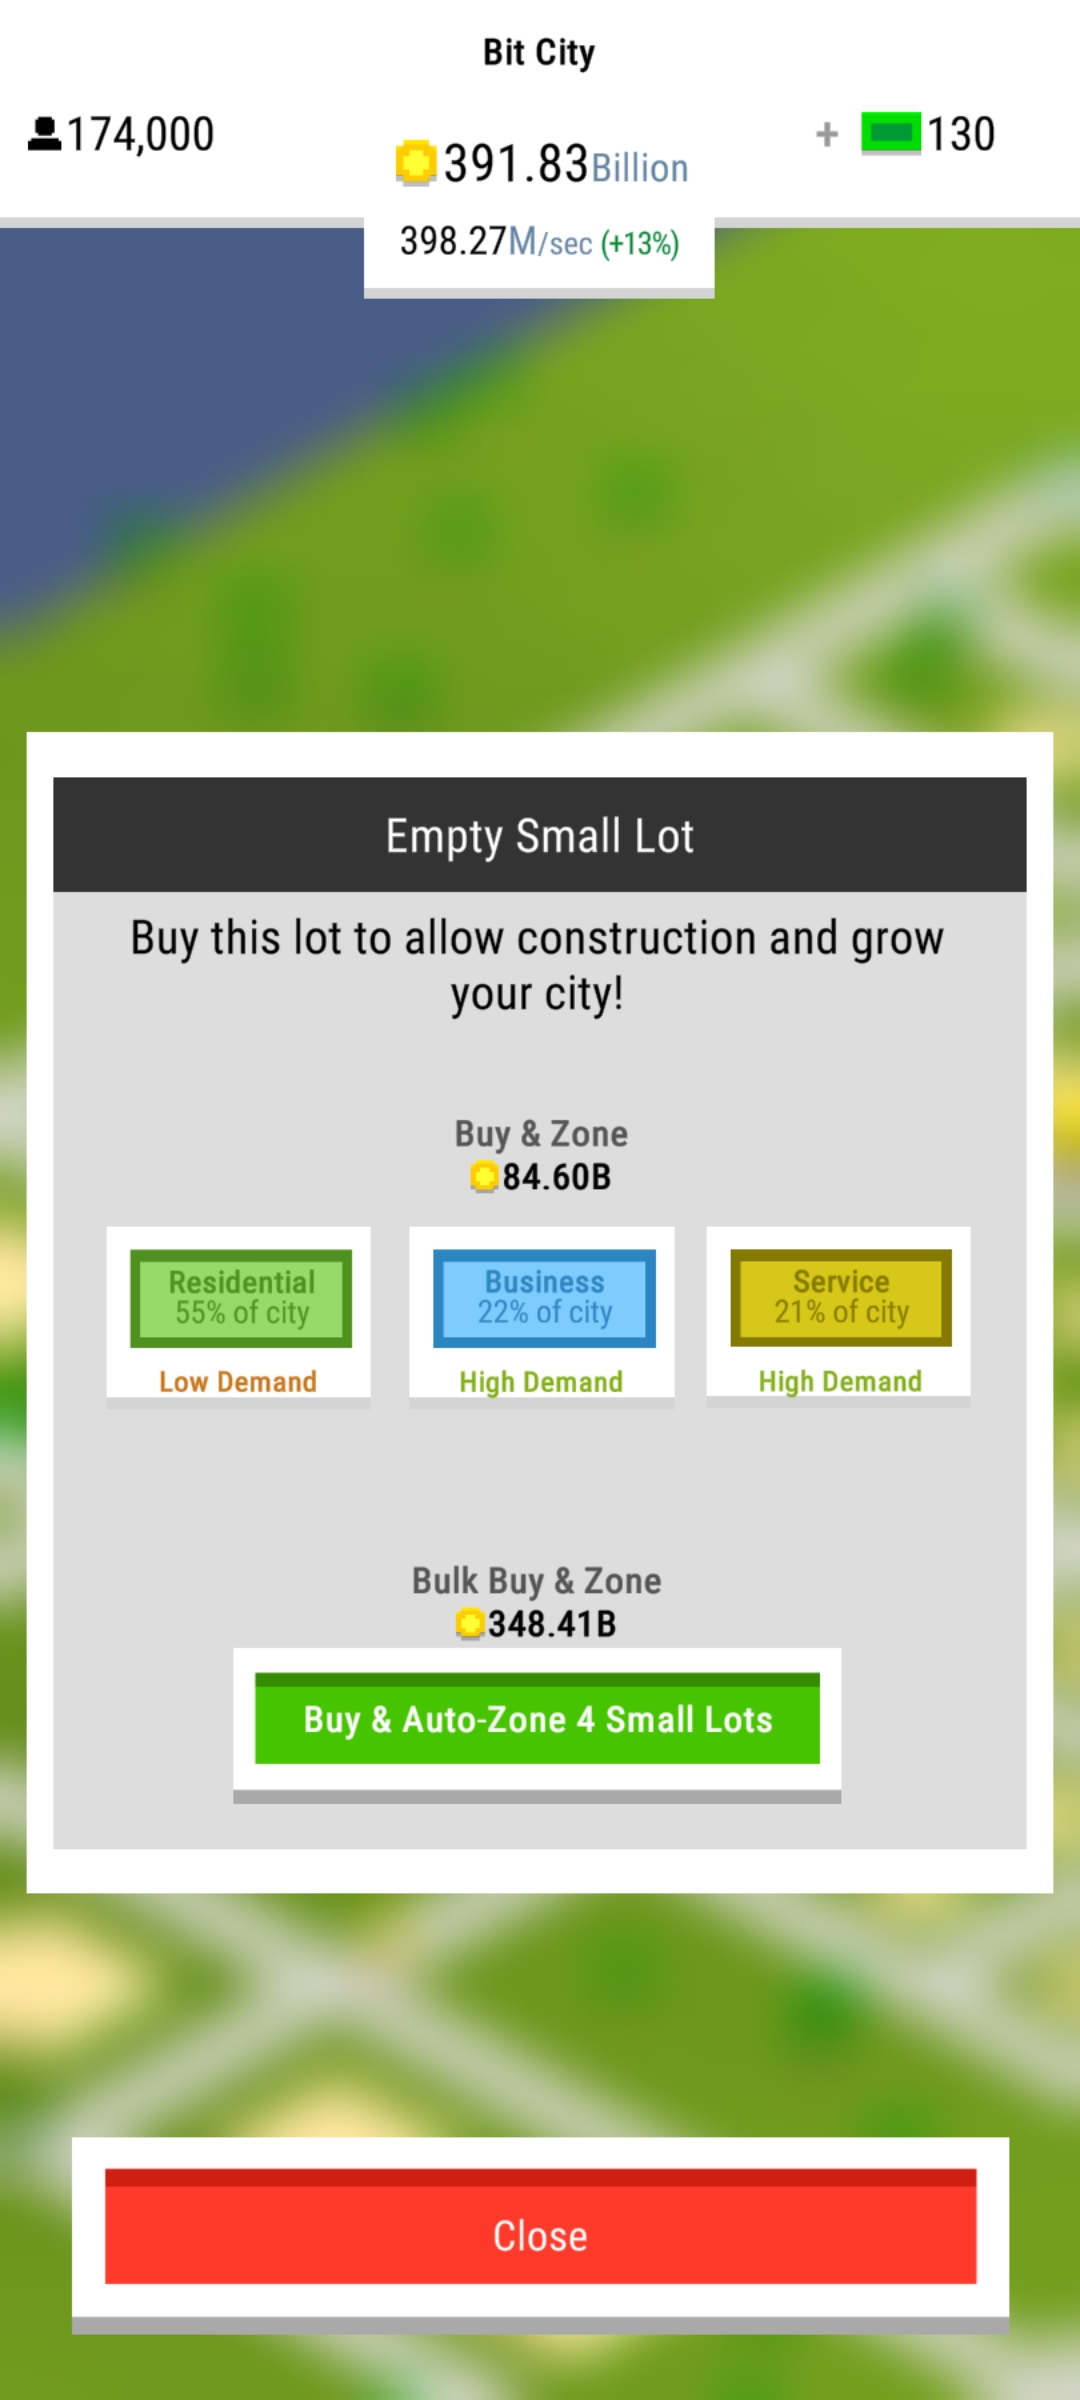 Bit City
174,000
391.83Billion
+ 130
398.27M/sec (+13%)
Empty Small Lot
Buy this lot to allow construction and grow
your city!
Buy & Zone
84.60B
Residential
55% of city
Low Demand
Business
22% of city
High Demand
Service
21% of city
High Demand
Bulk Buy & Zone
348.41B
Buy & Auto-Zone 4 Small Lots
Close